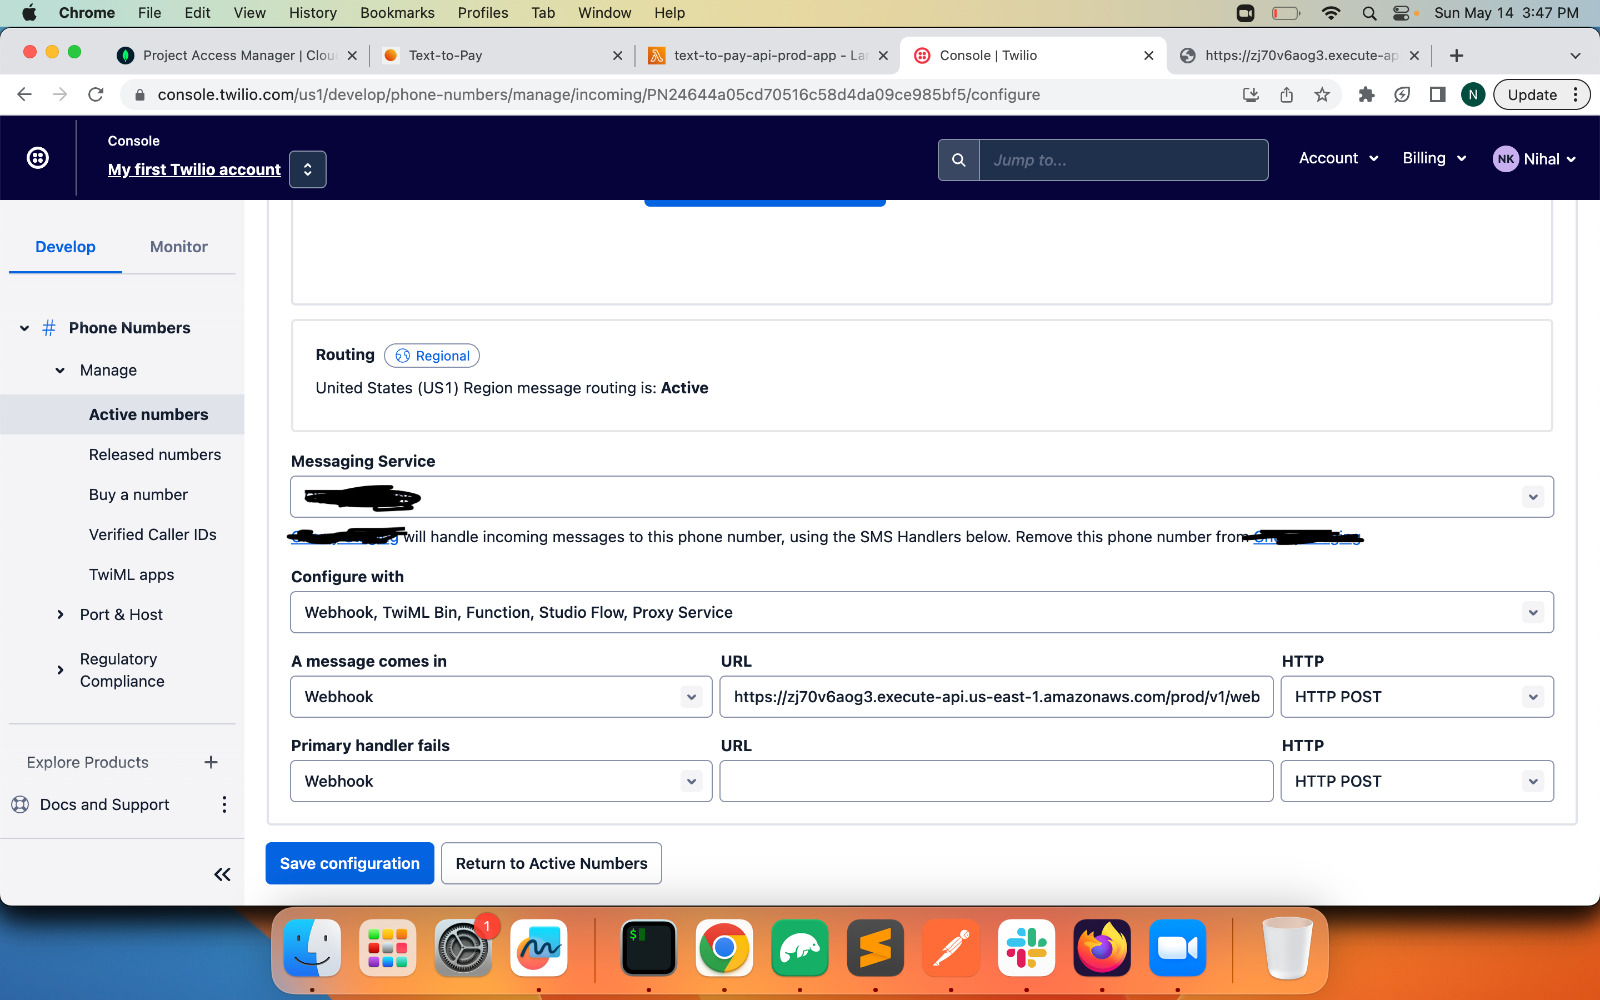 Chrome File Edit View History Bookmarks Profiles Tab Window Help Sun May 14 3:47 PM
Project Access Manager | Clou Text-to-Pay text-to-pay-api-prod-app - La Console | Twilio https://zj70v6aog3.execute-ap
console.twilio.com/us1/develop/phone-numbers/manage/incoming/PN24644a05cd70516c58d4da09ce985bf5/configure N Update
Console
My first Twilio account
Jump to...
Account Billing NK Nihal
Develop Monitor
# Phone Numbers
Manage
Active numbers
Released numbers
Buy a number
Verified Caller IDs
TwiML apps
Port & Host
Regulatory
Compliance
Explore Products +
Docs and Support
Routing Regional
United States (US1) Region message routing is: Active
Messaging Service
will handle incoming messages to this phone number, using the SMS Handlers below. Remove this phone number from
Configure with
Webhook, TwiML Bin, Function, Studio Flow, Proxy Service
A message comes in URL HTTP
Webhook https://zj70v6aog3.execute-api.us-east-1.amazonaws.com/prod/v1/web HTTP POST
Primary handler fails URL HTTP
Webhook HTTP POST
Save configuration Return to Active Numbers
1
$